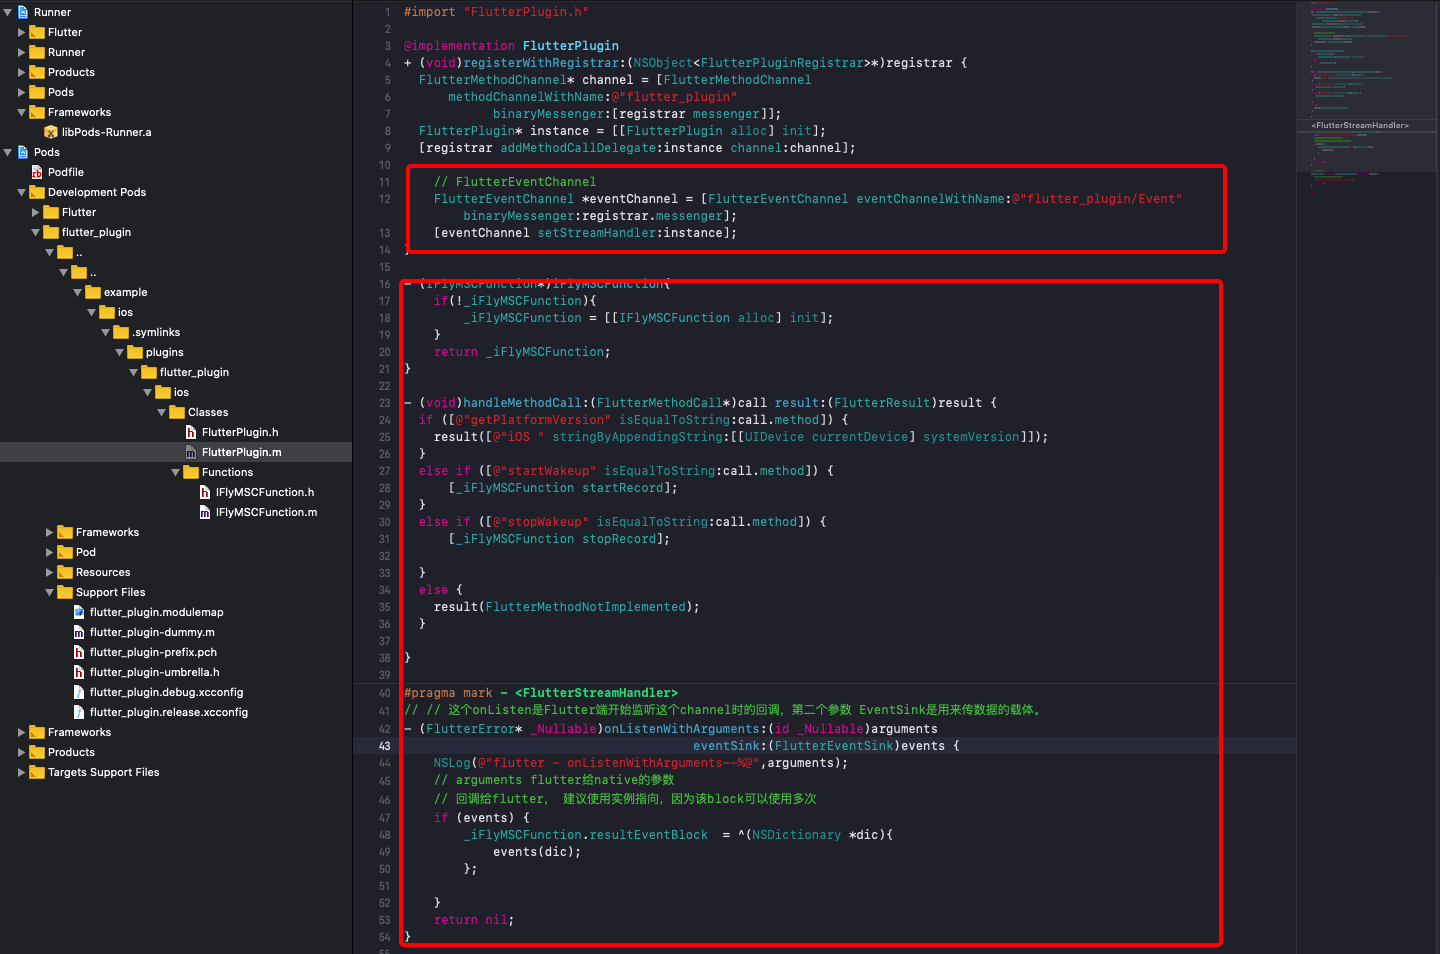 Runner
Flutter
Runner
Products
Pods
Frameworks
libPods-Runner.a
Pods
Podfile
Development Pods
Flutter
flutter_plugin
..
..
example
ios
.symlinks
plugins
flutter_plugin
ios
Classes
FlutterPlugin.h
FlutterPlugin.m
Functions
IFlyMSCFunction.h
IFlyMSCFunction.m
Frameworks
Pod
Resources
Support Files
flutter_plugin.modulemap
flutter_plugin-dummy.m
flutter_plugin-prefix.pch
flutter_plugin-umbrella.h
flutter_plugin.debug.xcconfig
flutter_plugin.release.xcconfig
Frameworks
Products
Targets Support Files
1 #import "FlutterPlugin.h"
2
3 @implementation FlutterPlugin
4 + (void)registerWithRegistrar:(NSObject<FlutterPluginRegistrar>*)registrar {
5 FlutterMethodChannel* channel = [FlutterMethodChannel
6 methodChannelWithName:@"flutter_plugin"
7 binaryMessenger:[registrar messenger]];
8 FlutterPlugin* instance = [[FlutterPlugin alloc] init];
9 [registrar addMethodCallDelegate:instance channel:channel];
10
11 // FlutterEventChannel
12 FlutterEventChannel *eventChannel = [FlutterEventChannel eventChannelWithName:@"flutter_plugin/Event"
binaryMessenger:registrar.messenger];
13 [eventChannel setStreamHandler:instance];
14 }
15
16 - (IFlyMSCFunction*)iFlyMSCFunction{
17 if(!_iFlyMSCFunction){
18 _iFlyMSCFunction = [[IFlyMSCFunction alloc] init];
19 }
20 return _iFlyMSCFunction;
21 }
22
23 - (void)handleMethodCall:(FlutterMethodCall*)call result:(FlutterResult)result {
24 if ([@"getPlatformVersion" isEqualToString:call.method]) {
25 result([@"iOS " stringByAppendingString:[[UIDevice currentDevice] systemVersion]]);
26 }
27 else if ([@"startWakeup" isEqualToString:call.method]) {
28 [_iFlyMSCFunction startRecord];
29 }
30 else if ([@"stopWakeup" isEqualToString:call.method]) {
31 [_iFlyMSCFunction stopRecord];
32
33 }
34 else {
35 result(FlutterMethodNotImplemented);
36 }
37
38 }
39
40 #pragma mark - <FlutterStreamHandler>
41 // // 这个onListen是Flutter端开始监听这个channel时的回调，第二个参数 EventSink是用来传数据的载体。
42 - (FlutterError* _Nullable)onListenWithArguments:(id _Nullable)arguments
43 eventSink:(FlutterEventSink)events {
44 NSLog(@"flutter - onListenWithArguments--%@",arguments);
45 // arguments flutter给native的参数
46 // 回调给flutter， 建议使用实例指向，因为该block可以使用多次
47 if (events) {
48 _iFlyMSCFunction.resultEventBlock = ^(NSDictionary *dic){
49 events(dic);
50 };
51
52 }
53 return nil;
54 }
55
<FlutterStreamHandler>